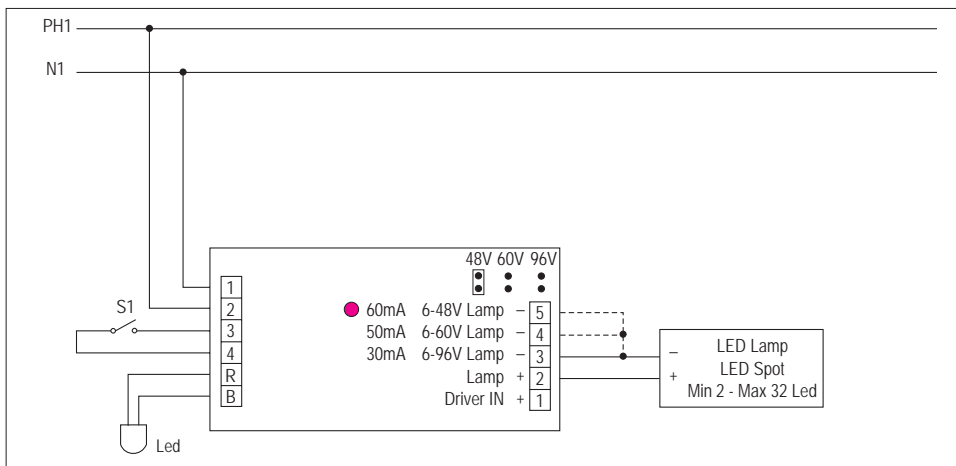 PH1
N1
48V 60V 96V
1
2
3
4
R
B
S1
Led
60mA 6-48V Lamp – 5
50mA 6-60V Lamp – 4
30mA 6-96V Lamp – 3
Lamp + 2
Driver IN + 1
– LED Lamp
LED Spot
+ Min 2 - Max 32 Led